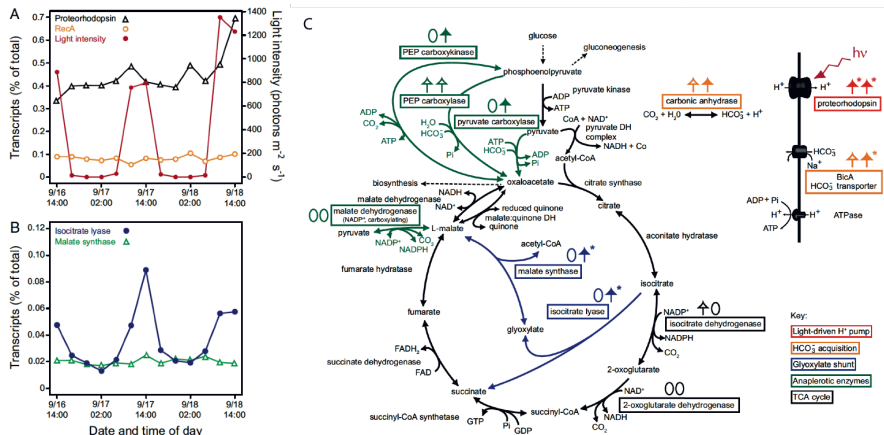 A
Proteorhodopsin
RecA
Light intensity
Transcripts (% of total)
0.7
0.6
0.5
0.4
0.3
0.2
0.1
0
1400
1200
1000
800
600
400
200
0
Light intensity (photons m⁻² s⁻¹)
9/16 14:00
9/17 02:00
9/17 14:00
9/18 02:00
9/18 14:00
B
Isocitrate lyase
Malate synthase
Transcripts (% of total)
0.12
0.10
0.08
0.06
0.04
0.02
0
9/16 14:00
9/17 02:00
9/17 14:00
9/18 02:00
9/18 14:00
Date and time of day
C
glucose
gluconeogenesis
PEP carboxykinase
phosphoenolpyruvate
PEP carboxylase
pyruvate kinase
ADP
ATP
pyruvate carboxylase
CoA + NAD⁺
pyruvate DH
complex
NADH + Co
pyruvate
acetyl-CoA
ADP
CO₂
ATP
H₂O
HCO₃⁻
Pi
ATP
HCO₃⁻
ADP
Pi
biosynthesis
oxaloacetate
citrate synthase
citrate
NADH
NAD⁺
reduced quinone
malate:quinone DH
quinone
malate dehydrogenase
(NADP⁺, carboxylating)
pyruvate
NADP⁺
NADPH
CO₂
L-malate
acetyl-CoA
malate synthase
aconitate hydratase
isocitrate
fumarate hydratase
isocitrate lyase
glyoxylate
NADP⁺
isocitrate dehydrogenase
NADPH
CO₂
fumarate
FADH₂
succinate dehydrogenase
FAD
2-oxoglutarate
succinate
NAD⁺
2-oxoglutarate dehydrogenase
NADH
CO₂
succinyl-CoA
succinyl-CoA synthetase
GTP
Pi
GDP
carbonic anhydrase
CO₂ + H₂0
HCO₃⁻ + H⁺
hν
H⁺
H⁺
proteorhodopsin
HCO₃⁻
Na⁺
BicA
HCO₃⁻ transporter
ADP + Pi
H⁺
H⁺
ATPase
ATP
Key:
Light-driven H⁺ pump
HCO₃⁻ acquisition
Glyoxylate shunt
Anaplerotic enzymes
TCA cycle